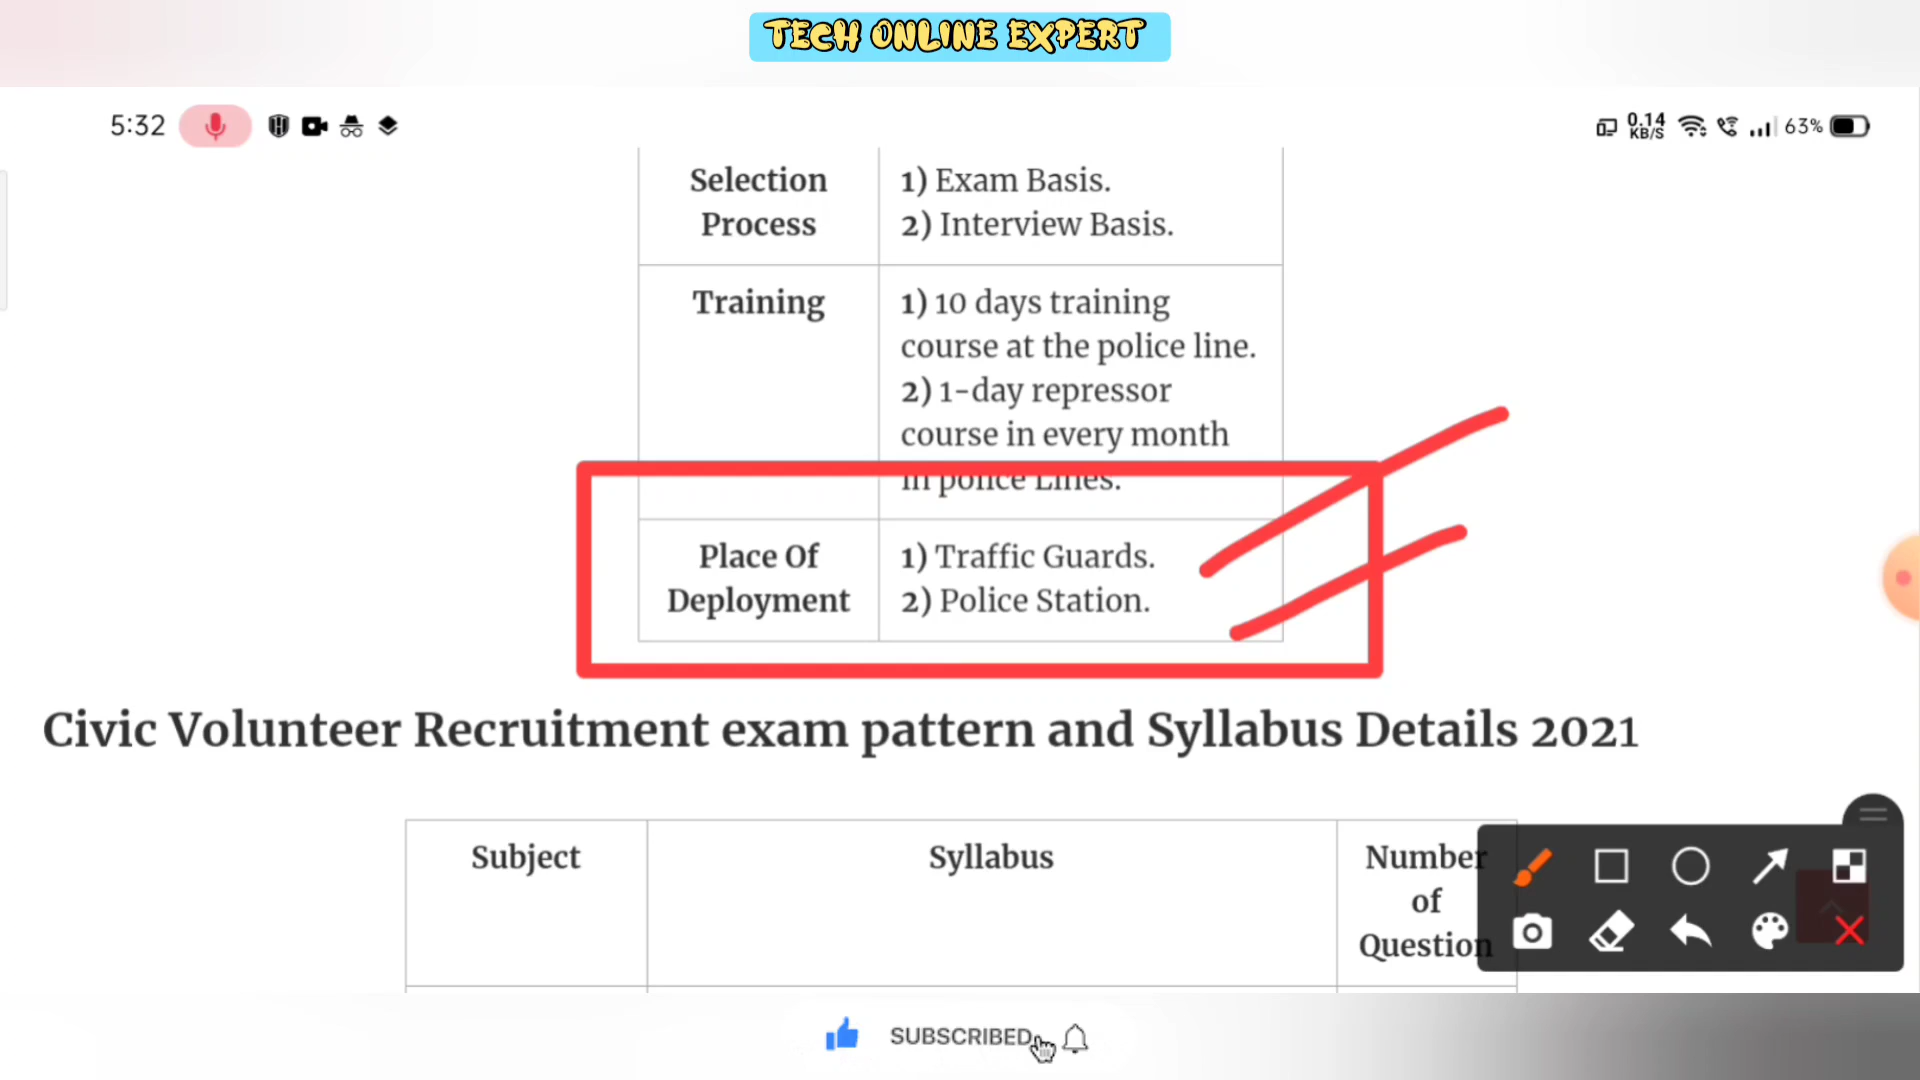 TECH ONLINE EXPERT
5:32
0.14
KB/S
63%
Selection
Process
1) Exam Basis.
2) Interview Basis.
Training
1) 10 days training
course at the police line.
2) 1-day repressor
course in every month
in police Lines.
Place Of
Deployment
1) Traffic Guards.
2) Police Station.
Civic Volunteer Recruitment exam pattern and Syllabus Details 2021
Subject
Syllabus
Number
of
Question
SUBSCRIBED